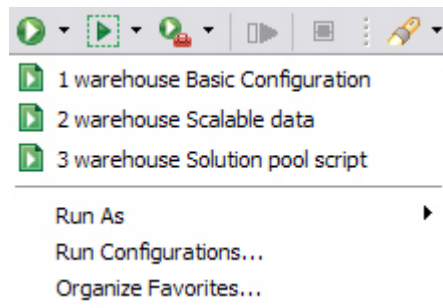 1 warehouse Basic Configuration
2 warehouse Scalable data
3 warehouse Solution pool script
Run As
Run Configurations...
Organize Favorites...